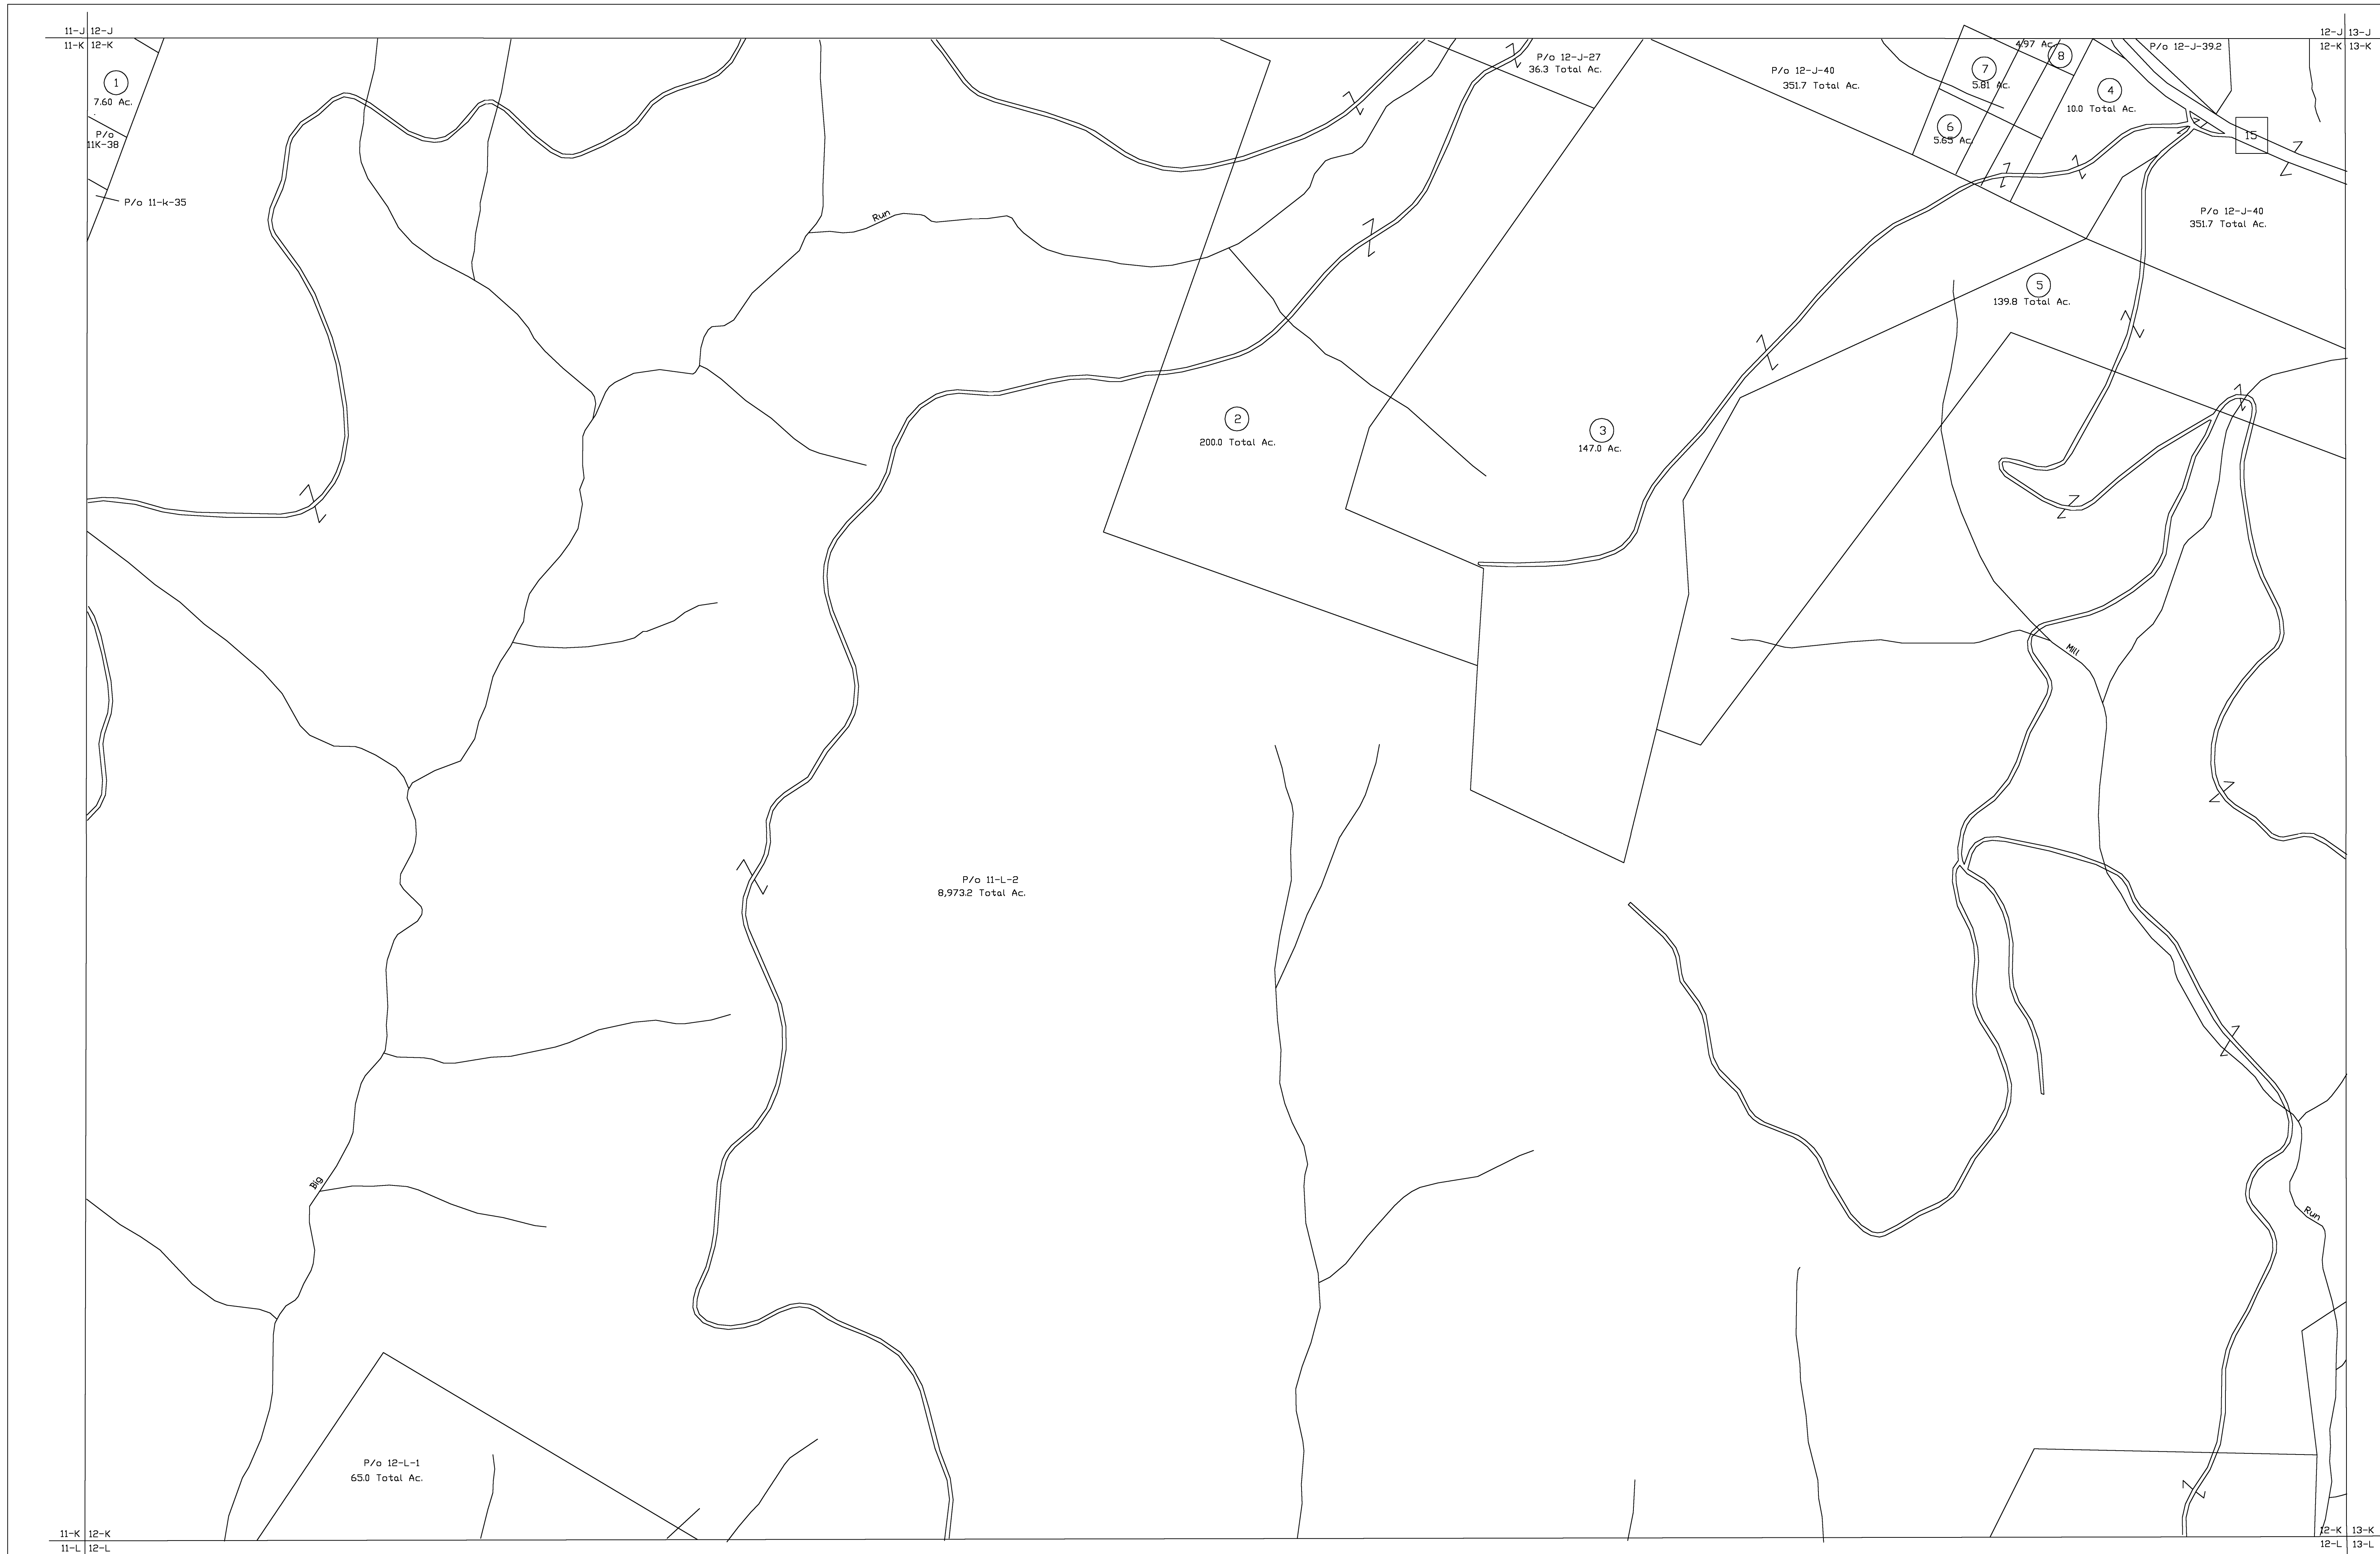 11-J 12-J
11-K 12-K
12-J 13-J
12-K 13-K
1
7.60 Ac.
P/o
11K-38
P/o 11-k-35
Run
P/o 12-J-27
36.3 Total Ac.
P/o 12-J-40
351.7 Total Ac.
4.97 Ac.
8
7
5.81 Ac.
6
5.65 Ac.
4
10.0 Total Ac.
P/o 12-J-39.2
15
P/o 12-J-40
351.7 Total Ac.
5
139.8 Total Ac.
2
200.0 Total Ac.
3
147.0 Ac.
Mill
P/o 11-L-2
8,973.2 Total Ac.
Big
Run
P/o 12-L-1
65.0 Total Ac.
11-K 12-K
11-L 12-L
12-K 13-K
12-L 13-L